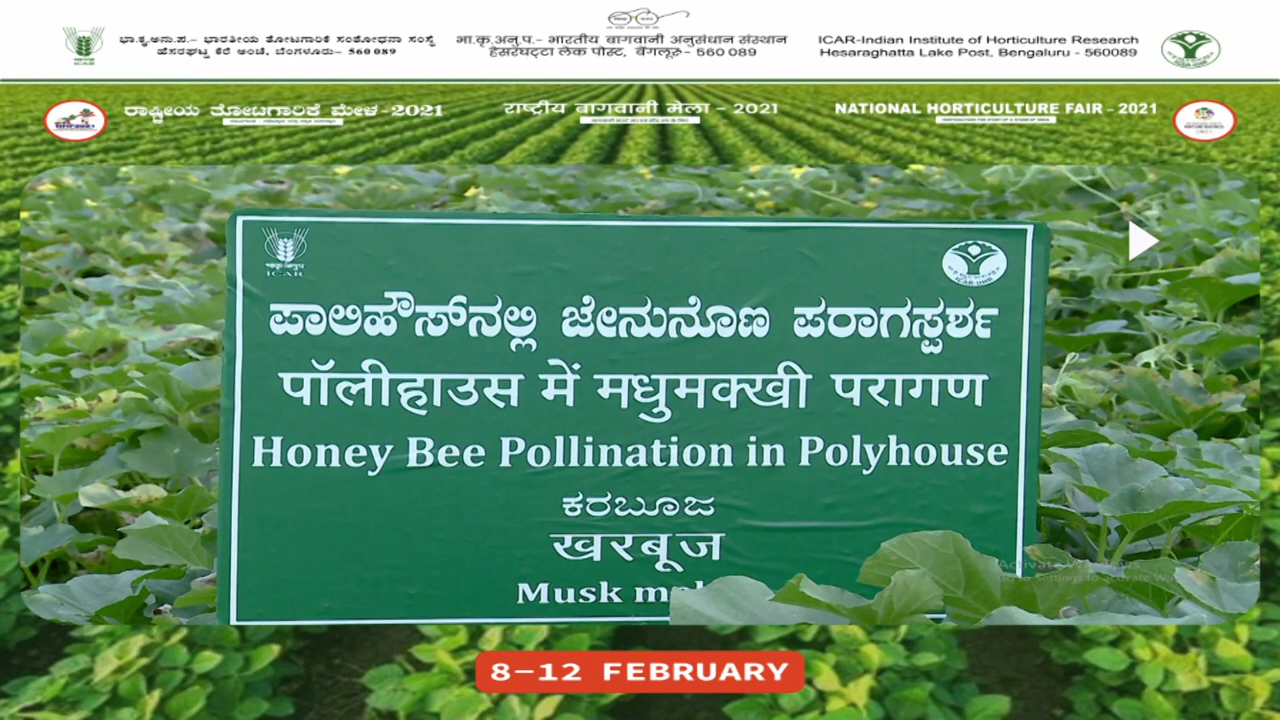 ಭಾ.ಕೃ.ಅನು.ಪ.- ಭಾರತೀಯ ತೋಟಗಾರಿಕೆ ಸಂಶೋಧನಾ ಸಂಸ್ಥೆ
ಹೆಸರಘಟ್ಟ ಕೆರೆ ಅಂಚೆ, ಬೆಂಗಳೂರು- 560 089
भा.कृ.अनु.प.- भारतीय बागवानी अनुसंधान संस्थान
हेसरघट्टा लेक पोस्ट, बेंगलूरू- 560 089
ICAR-Indian Institute of Horticulture Research
Hesaraghatta Lake Post, Bengaluru - 560089
ರಾಷ್ಟ್ರೀಯ ತೋಟಗಾರಿಕೆ ಮೇಳ-2021
राष्ट्रीय बागवानी मेला - 2021
NATIONAL HORTICULTURE FAIR - 2021
ICAR
ಪಾಲಿಹೌಸ್‌ನಲ್ಲಿ ಜೇನುನೊಣ ಪರಾಗಸ್ಪರ್ಶ
पॉलीहाउस में मधुमक्खी परागण
Honey Bee Pollination in Polyhouse
ಕರಬೂಜ
खरबूज
Musk
Activate
8-12 FEBRUARY